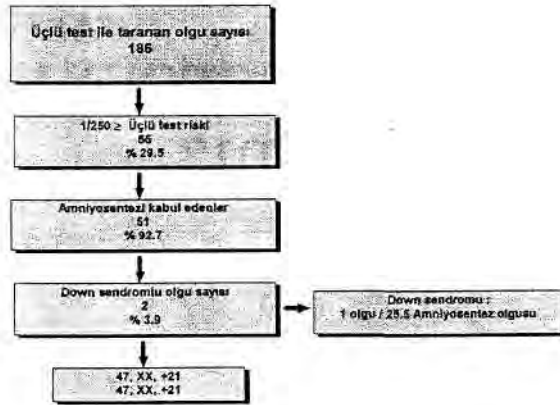 Üçlü test ile taranan olgu sayısı
186
1/250 ≥ Üçlü test riski
55
% 29.5
Amniyosentezi kabul edenler
51
% 92.7
Down sendromlu olgu sayısı
2
% 3.9
Down sendromu :
1 olgu / 25.5 Amniyosentez olgusu
47, XX, +21
47, XX, +21